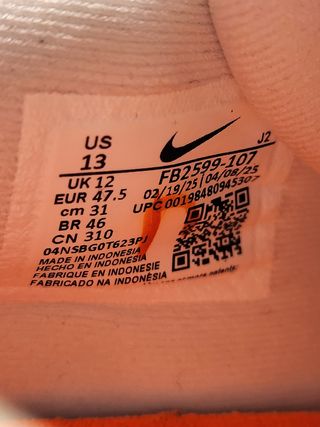 US
13
UK 12
EUR 47.5
cm 31
BR 46
CN 310
04NSBG0T623PJ
MADE IN INDONESIA
HECHO EN INDONESIA
FABRIQUE EN INDONESIE
FABRICADO NA INDONÉSIA
J2
FB2599-107
02/19/25 | 04/08/25
UPC 00198480945307